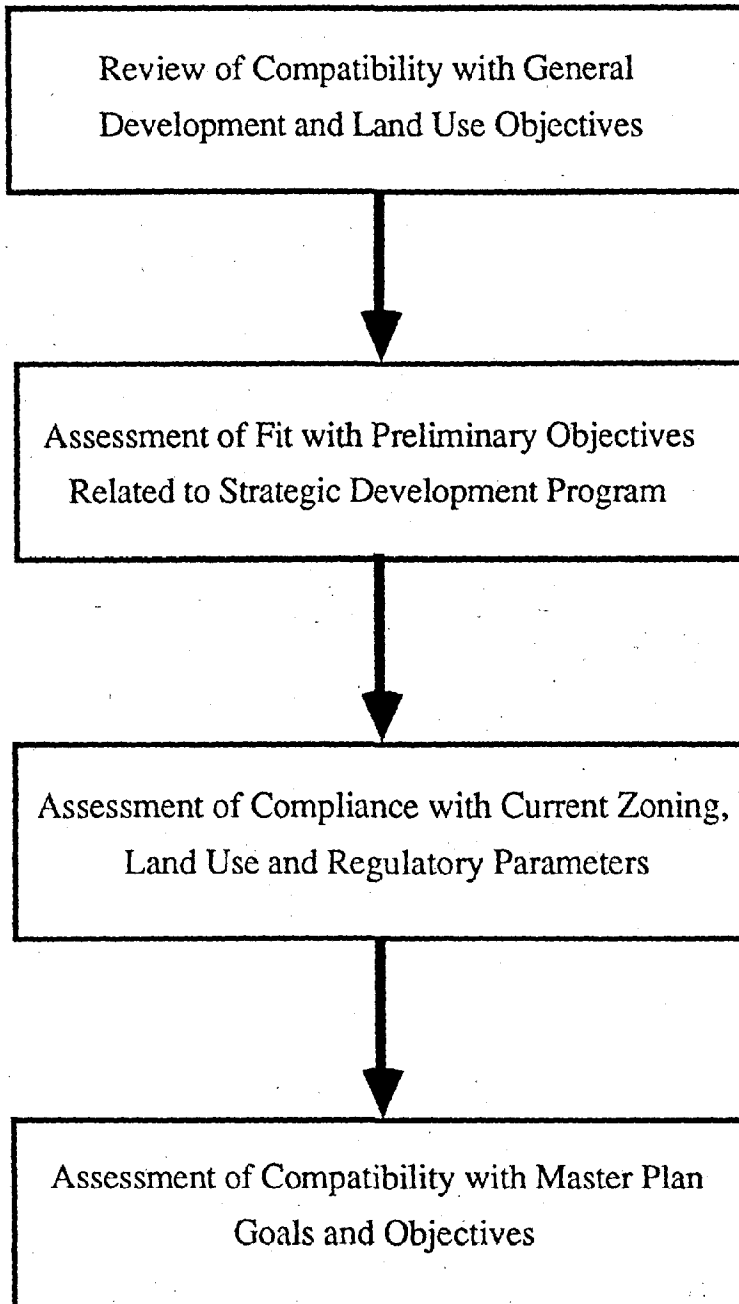 Review of Compatibility with General
Development and Land Use Objectives
Assessment of Fit with Preliminary Objectives
Related to Strategic Development Program
Assessment of Compliance with Current Zoning,
Land Use and Regulatory Parameters
Assessment of Compatibility with Master Plan
Goals and Objectives